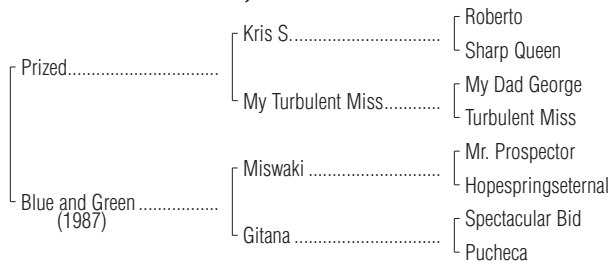 Roberto
Kris S.
Sharp Queen
Prized
My Dad George
My Turbulent Miss
Turbulent Miss
Mr. Prospector
Miswaki
Hopespringseternal
Blue and Green
(1987)
Spectacular Bid
Gitana
Pucheca